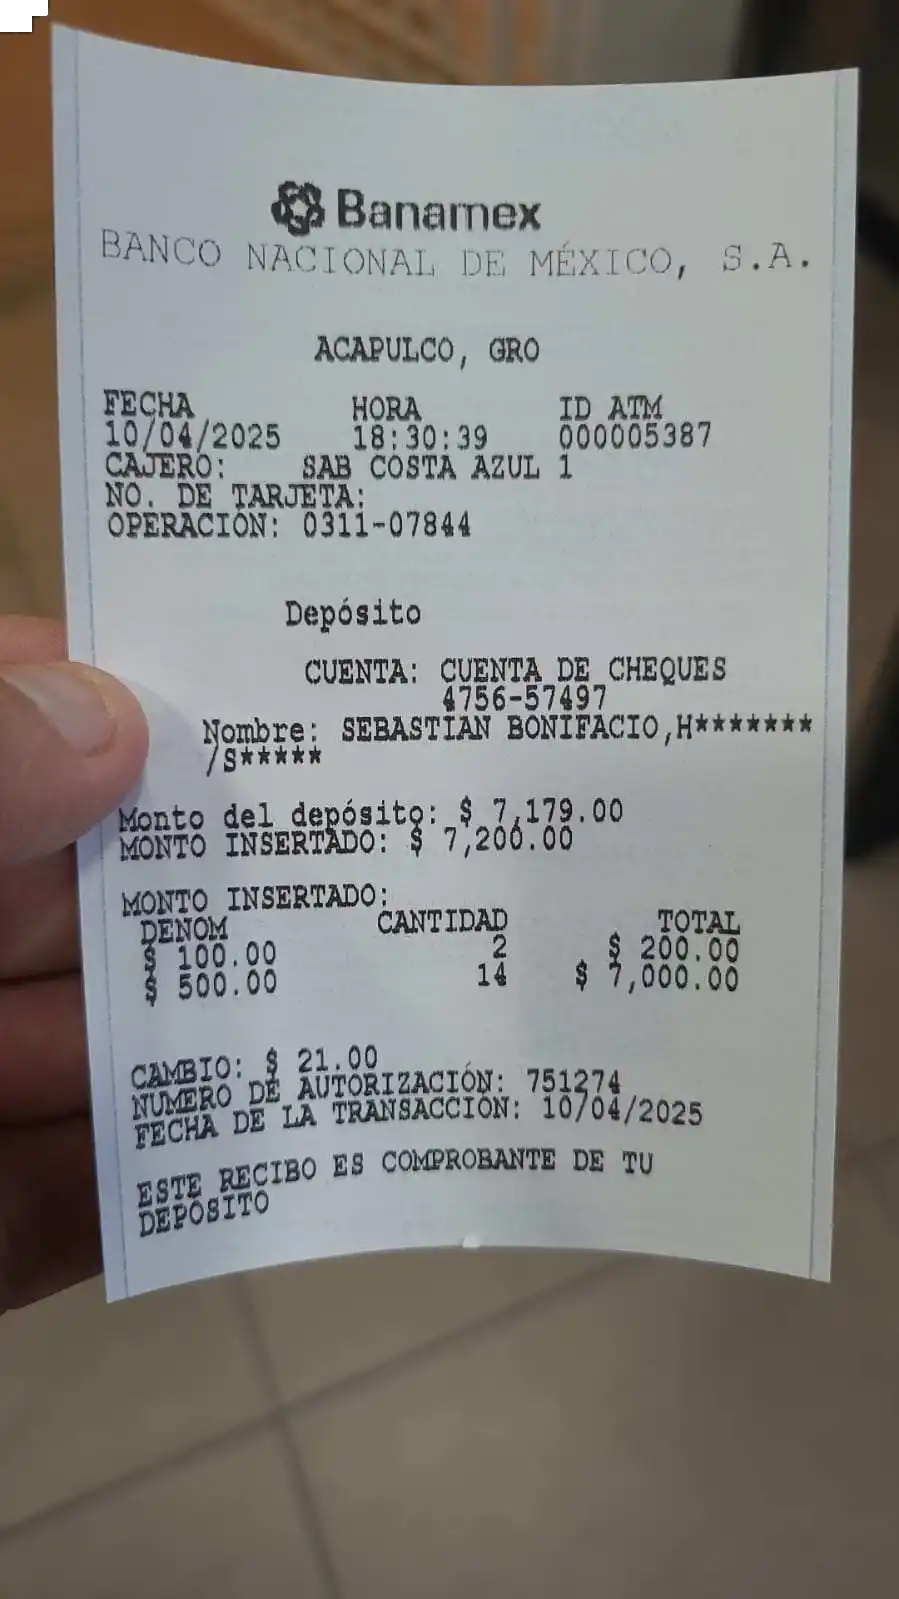 Banamex
BANCO NACIONAL DE MÉXICO, S.A.
ACAPULCO, GRO
FECHA HORA ID ATM
10/04/2025 18:30:39 000005387
CAJERO: SAB COSTA AZUL 1
NO. DE TARJETA:
OPERACIÓN: 0311-07844
Depósito
CUENTA: CUENTA DE CHEQUES
4756-57497
Nombre: SEBASTIAN BONIFACIO,H*******
/S*****
Monto del depósito: $ 7,179.00
MONTO INSERTADO: $ 7,200.00
MONTO INSERTADO:
DENOM CANTIDAD TOTAL
$ 100.00 2 $ 200.00
$ 500.00 14 $ 7,000.00
CAMBIO: $ 21.00
NUMERO DE AUTORIZACIÓN: 751274
FECHA DE LA TRANSACCIÓN: 10/04/2025
ESTE RECIBO ES COMPROBANTE DE TU
DEPÓSITO